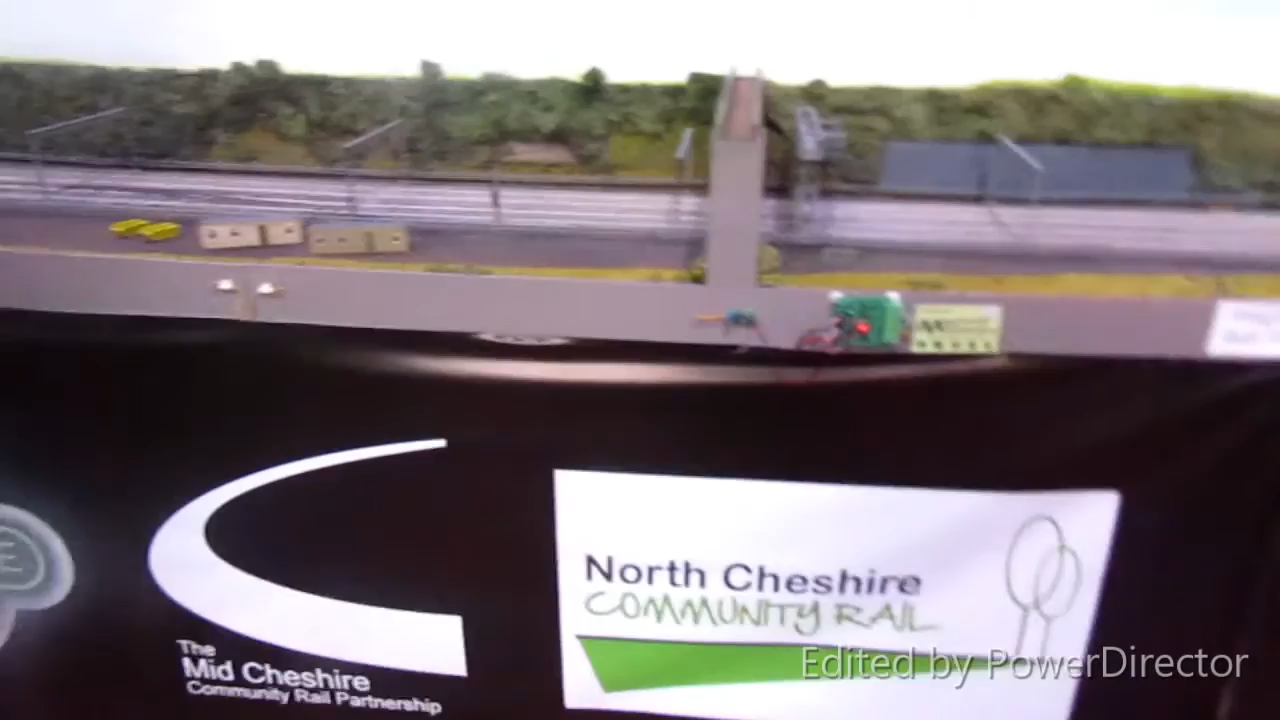 E
North Cheshire
COMMUNITY RAIL
The
Mid Cheshire
Community Rail Partnership
Edited by PowerDirector